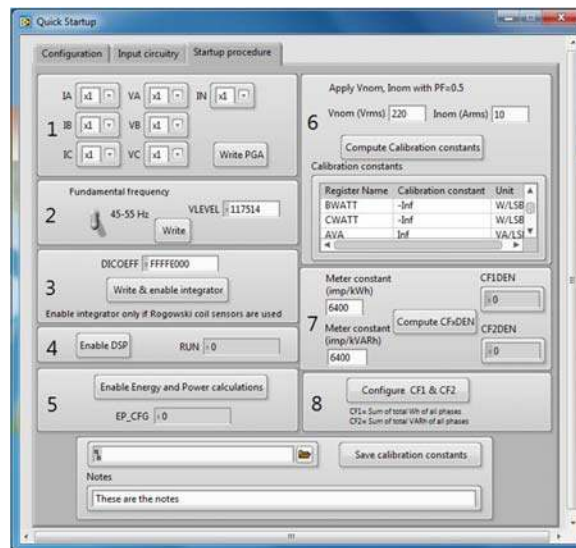 Quick Startup
Configuration Input circuitry Startup procedure
1
IA x1 VA x1 IN x1
IB x1 VB x1
IC x1 VC x1 Write PGA
2
Fundamental frequency
45-55 Hz VLEVEL 117514
Write
3
DICOEFF FFFFE000
Write & enable integrator
Enable integrator only if Rogowski coil sensors are used
4
Enable DSP RUN 0
5
Enable Energy and Power calculations
EP_CFG 0
6
Apply Vnom, Inom with PF=0.5
Vnom (Vrms) 220 Inom (Arms) 10
Compute Calibration constants
Calibration constants
Register Name Calibration constant Unit
BWATT -Inf W/LSB
CWATT -Inf W/LSB
AVA Inf VA/LSI
7
Meter constant (imp/kWh)
6400
Meter constant (imp/kVARh)
6400
Compute CFxDEN
CF1DEN
0
CF2DEN
0
8
Configure CF1 & CF2
CF1= Sum of total Wh of all phases
CF2= Sum of total VARh of all phases
Save calibration constants
Notes
These are the notes